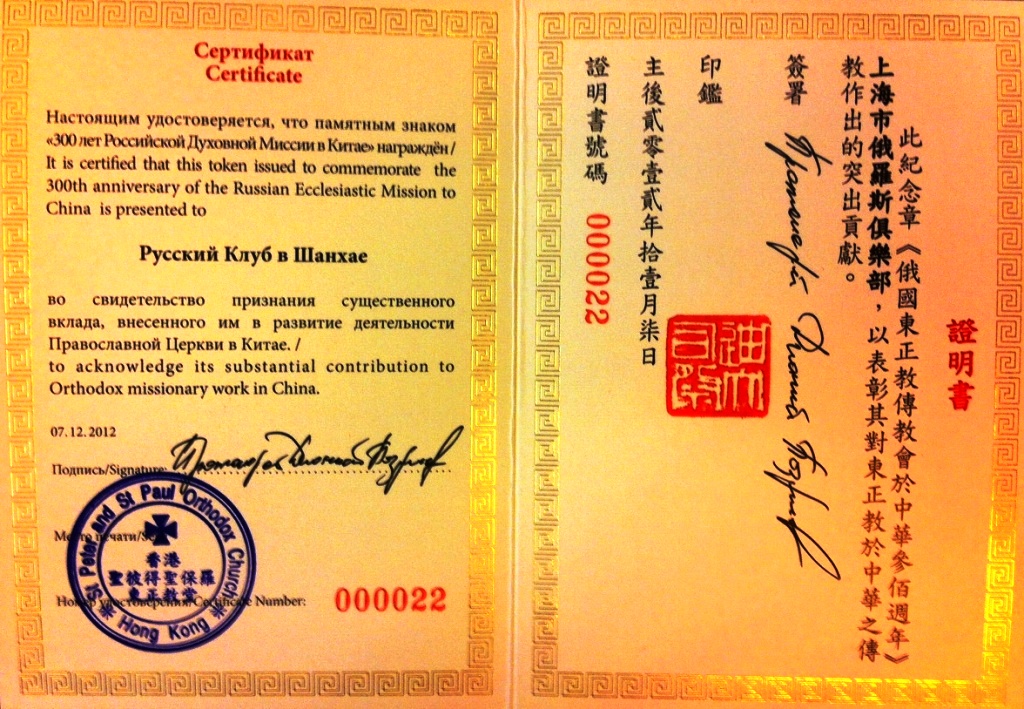 Сертификат
Certificate
Настоящим удостоверяется, что памятным знаком
«300 лет Российской Духовной Миссии в Китае» награждён /
It is certified that this token issued to commemorate the
300th anniversary of the Russian Ecclesiastic Mission to
China is presented to
Русский Клуб в Шанхае
во свидетельство признания существенного
вклада, внесенного им в развитие деятельности
Православной Церкви в Китае. /
to acknowledge its substantial contribution to
Orthodox missionary work in China.
07.12.2012
Подпись/Signature:
Место печати/Seal
St Peter and St Paul Orthodox Church
香港
聖彼得聖保羅
東正教堂
Hong Kong
Номер удостоверения/Certificate Number: 000022
證明書
此紀念章《俄國東正教傳教會於中華參佰週年》
上海市俄羅斯俱樂部，以表彰其對東正教於中華之傳
教作出的突出貢獻。
簽署
印鑑
主後貳零壹貳年拾壹月柒日
證明書號碼 000022